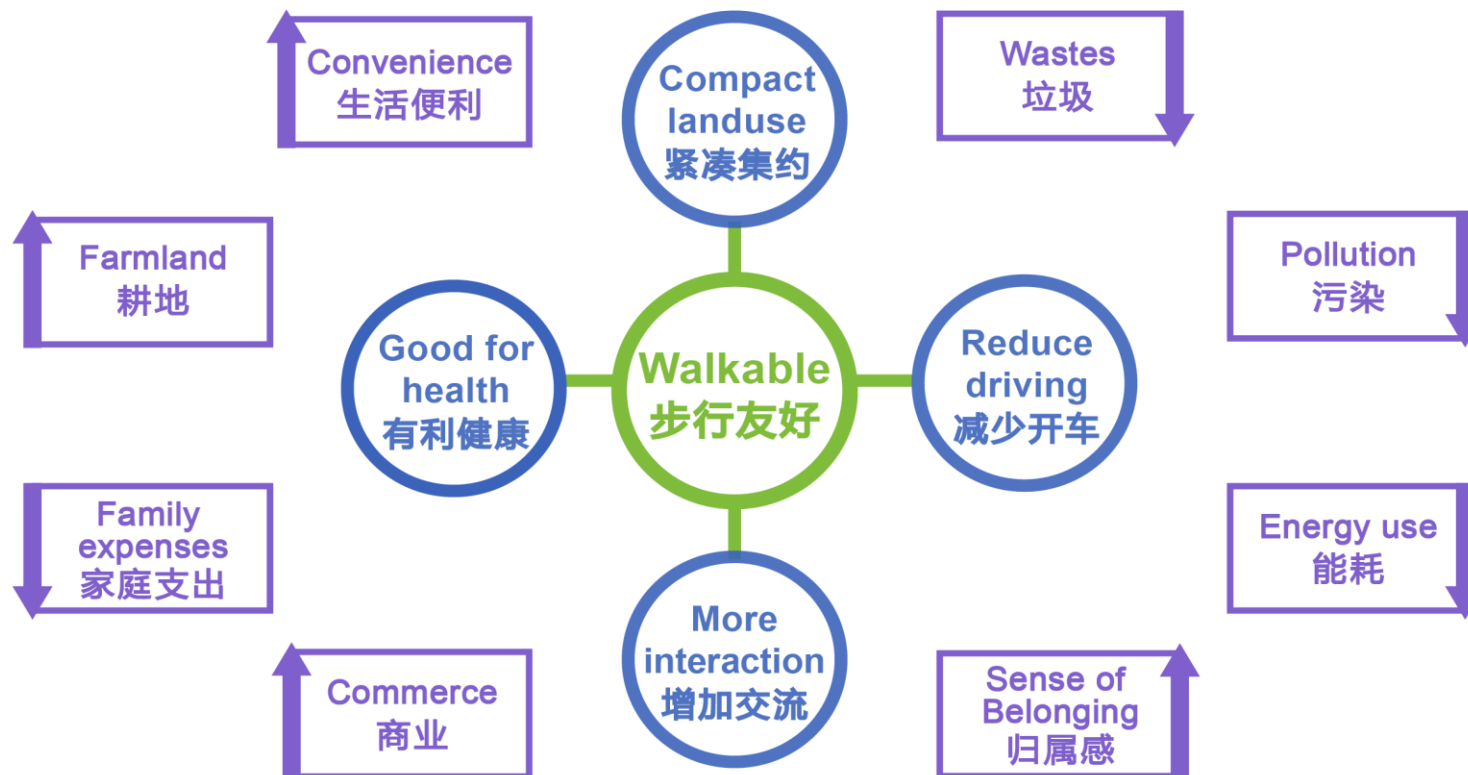 Convenience
生活便利
Compact
landuse
紧凑集约
Wastes
垃圾
Farmland
耕地
Pollution
污染
Good for
health
有利健康
Walkable
步行友好
Reduce
driving
减少开车
Family
expenses
家庭支出
Energy use
能耗
Commerce
商业
More
interaction
增加交流
Sense of
Belonging
归属感